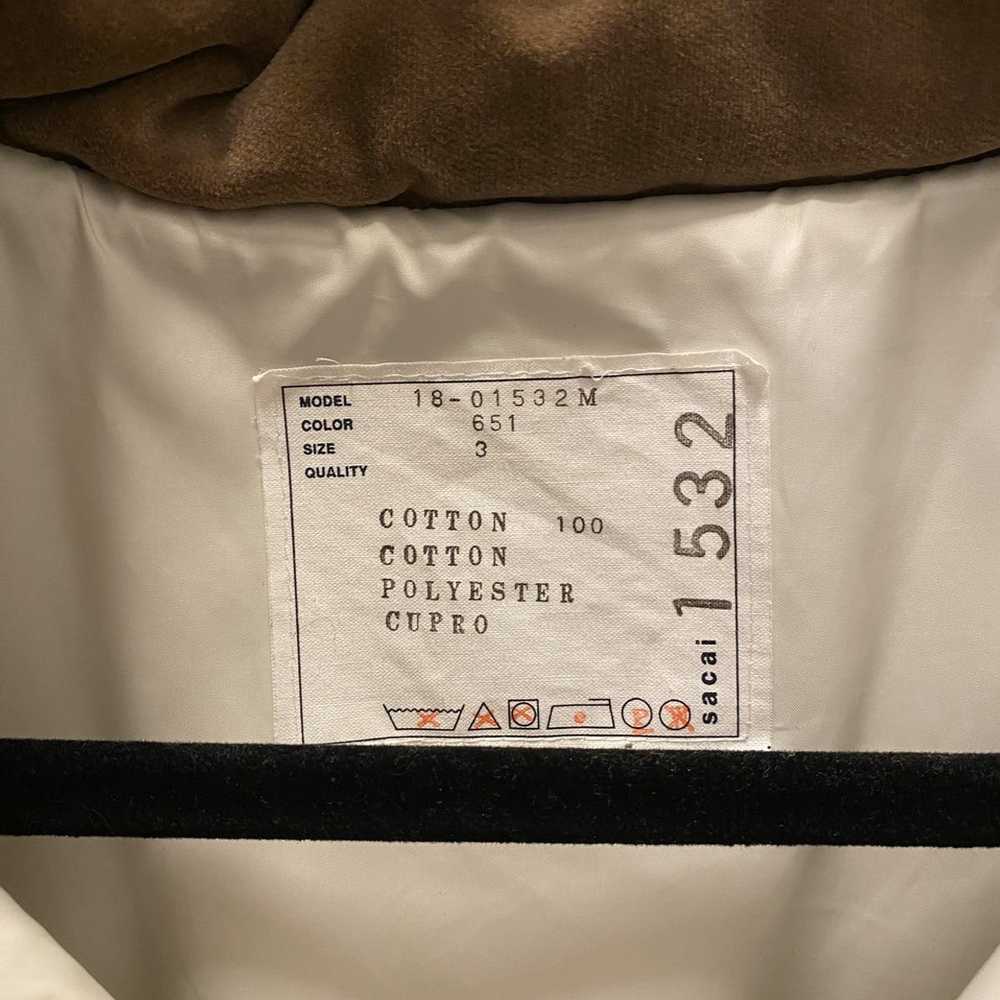 MODEL 18-01532M
COLOR 651
SIZE 3
QUALITY
COTTON 100
COTTON
POLYESTER
CUPRO
P
sacai 1532